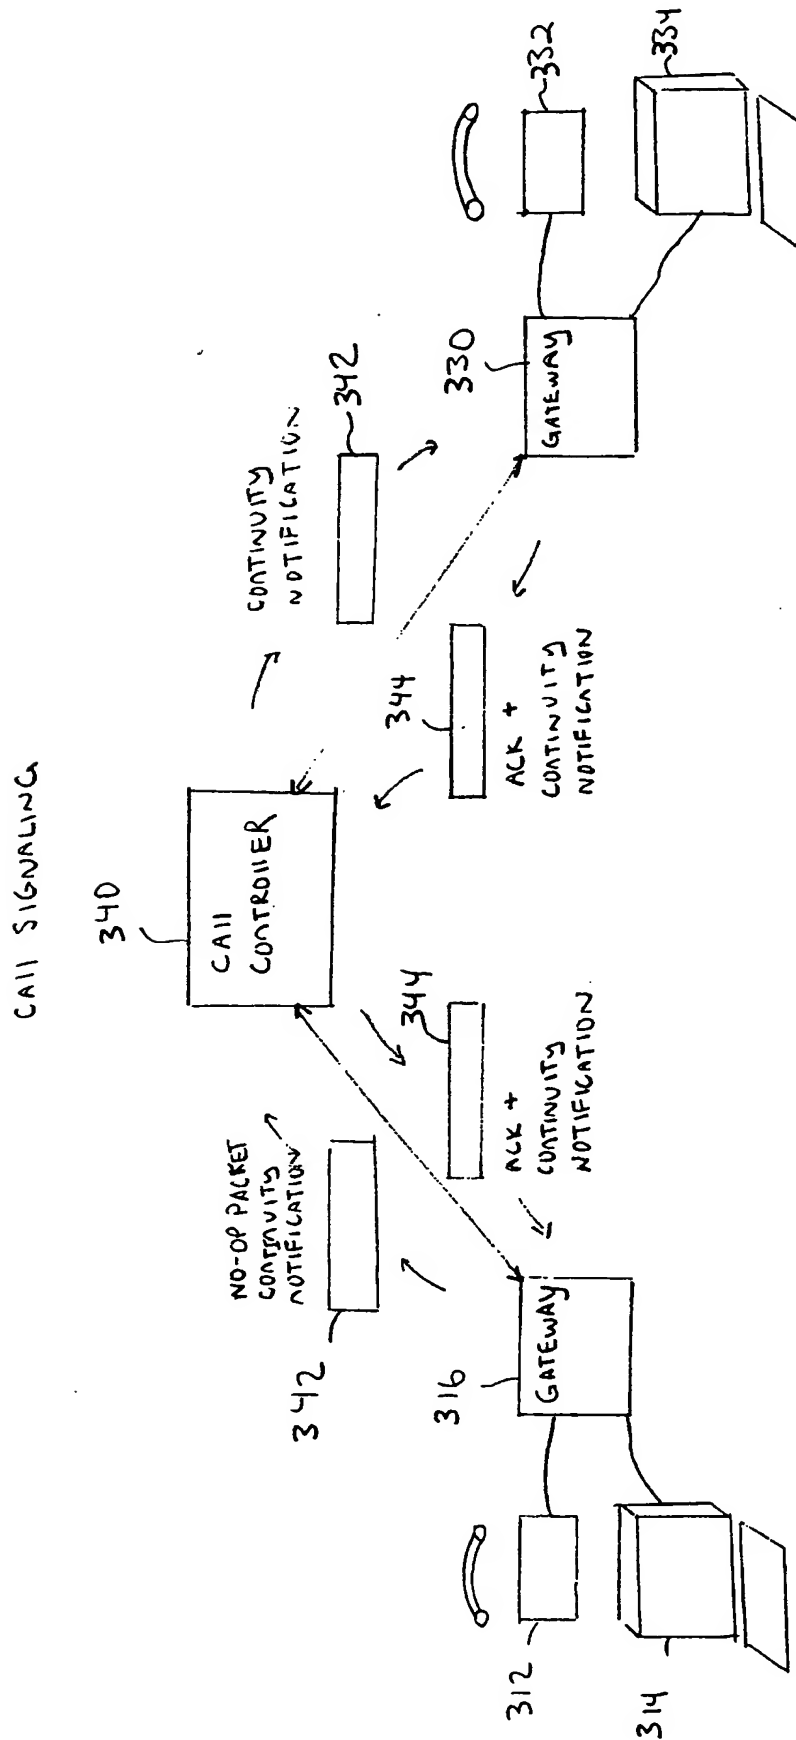 CALL SIGNALING
340
CALL
CONTROLLER
NO-OP PACKET
CONTINUITY
NOTIFICATION
342
CONTINUITY
NOTIFICATION
342
344
ACK +
CONTINUITY
NOTIFICATION
344
ACK +
CONTINUITY
NOTIFICATION
316
GATEWAY
330
GATEWAY
312
314
332
334